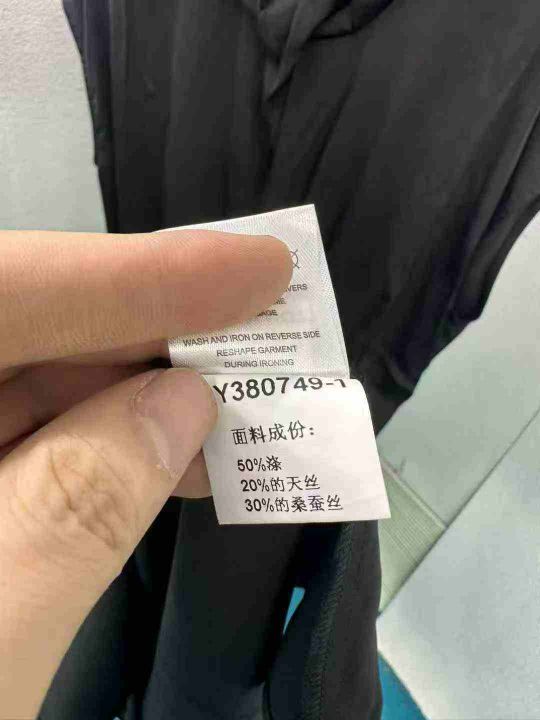 WASH AND IRON ON REVERSE SIDE
RESHAPE GARMENT
DURING IRONING
Y380749-1
面料成份：
50%涤
20%的天丝
30%的桑蚕丝